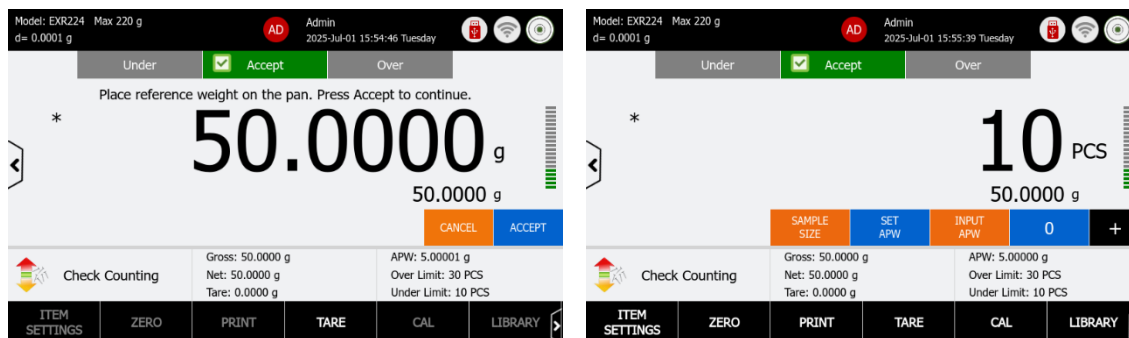 Model: EXR224 Max 220 g
d= 0.0001 g
AD
Admin
2025-Jul-01 15:54:46 Tuesday
Under
Accept
Over
Place reference weight on the pan. Press Accept to continue.
*
50.0000 g
50.0000 g
CANCEL
ACCEPT
Check Counting
Gross: 50.0000 g
Net: 50.0000 g
Tare: 0.0000 g
APW: 5.00001 g
Over Limit: 30 PCS
Under Limit: 10 PCS
ITEM
SETTINGS
ZERO
PRINT
TARE
CAL
LIBRARY
Model: EXR224 Max 220 g
d= 0.0001 g
AD
Admin
2025-Jul-01 15:55:39 Tuesday
Under
Accept
Over
*
10 PCS
50.0000 g
SAMPLE
SIZE
SET
APW
INPUT
APW
0
+
Check Counting
Gross: 50.0000 g
Net: 50.0000 g
Tare: 0.0000 g
APW: 5.00000 g
Over Limit: 30 PCS
Under Limit: 10 PCS
ITEM
SETTINGS
ZERO
PRINT
TARE
CAL
LIBRARY